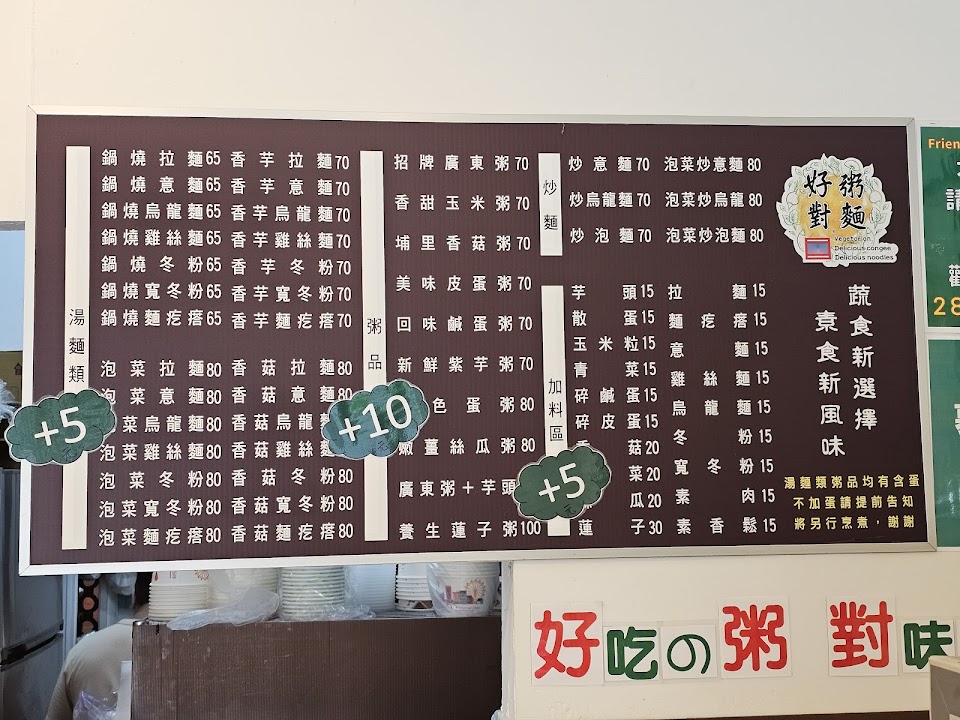 湯麵類
+5
鍋燒拉麵65 香芋拉麵70
鍋燒意麵65 香芋意麵70
鍋燒烏龍麵65 香芋烏龍麵70
鍋燒雞絲麵65 香芋雞絲麵70
鍋燒冬粉65 香芋冬粉70
鍋燒寬冬粉65 香芋寬冬粉70
鍋燒麵疙瘩65 香芋麵疙瘩70
泡菜拉麵80 香菇拉麵80
泡菜意麵80 香菇意麵80
菜烏龍麵80 香菇烏龍
泡菜雞絲麵80 香菇雞絲麵80
泡菜冬粉80 香菇冬粉80
泡菜寬冬粉80 香菇寬冬粉80
泡菜麵疙瘩80 香菇麵疙瘩80
粥品
+10
招牌廣東粥70
香甜玉米粥70
埔里香菇粥70
美味皮蛋粥70
回味鹹蛋粥70
新鮮紫芋粥70
色蛋粥80
嫩薑絲瓜粥80
廣東粥+芋頭
養生蓮子粥100
炒麵
炒意麵70 泡菜炒意麵80
炒烏龍麵70 泡菜炒烏龍80
炒泡麵70 泡菜炒泡麵80
加料區
+5
芋頭15 拉麵15
散蛋15 麵疙瘩15
玉米粒15 意麵15
青菜15 雞絲麵15
碎鹹蛋15 烏龍麵15
碎皮蛋15 冬粉15
菇20 寬冬粉15
菜20 素肉15
瓜20 素香鬆15
蓮子30
好粥
對麵
Vegetarian
Delicious congee
Delicious noodles
蔬食新選擇
素食新風味
湯麵類粥品均有含蛋
不加蛋請提前告知
將另行烹煮，謝謝
Frien
請
28
好吃の粥 對味